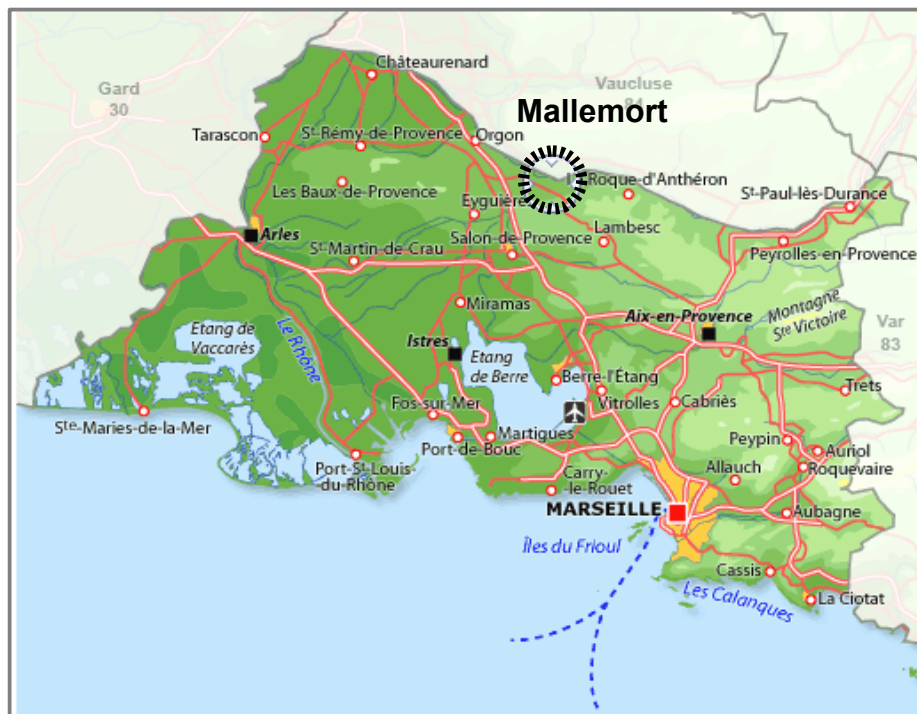 Châteaurenard
Gard
30
Vaucluse
84
Mallemort
Tarascon
St-Rémy-de-Provence
Orgon
Les Baux-de-Provence
La Roque-d'Anthéron
St-Paul-lès-Durance
Eyguières
Arles
Lambesc
St-Martin-de-Crau
Salon-de-Provence
Peyrolles-en-Provence
Miramas
Montagne
Ste Victoire
Aix-en-Provence
Etang de
Vaccarès
Le Rhône
Istres
Etang
de Berre
Var
83
Berre-l'Étang
Trets
Vitrolles
Cabriès
Fos-sur-Mer
Ste-Maries-de-la-Mer
Martigues
Port-de-Bouc
Peypin
Auriol
Roquevaire
Port-St-Louis-
du-Rhône
Carry-
le-Rouet
Allauch
MARSEILLE
Aubagne
Îles du Frioul
Cassis
Les Calanques
La Ciotat